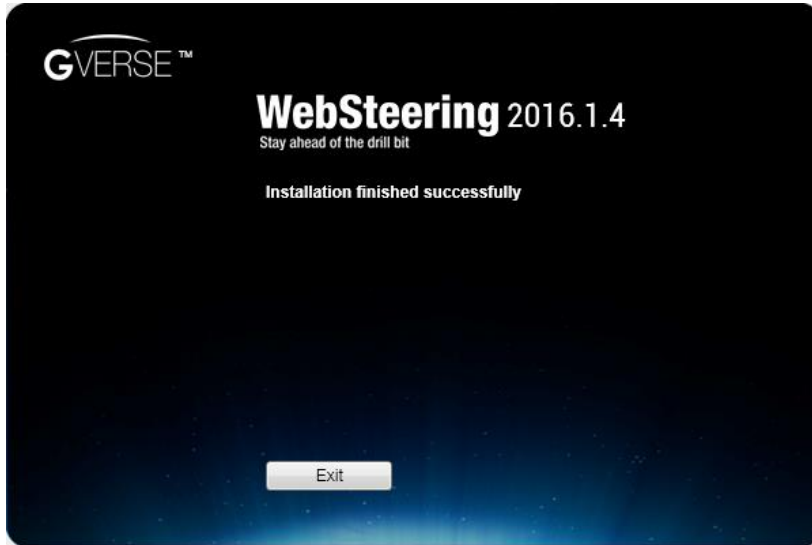 GVERSE™
WebSteering 2016.1.4
Stay ahead of the drill bit
Installation finished successfully
Exit